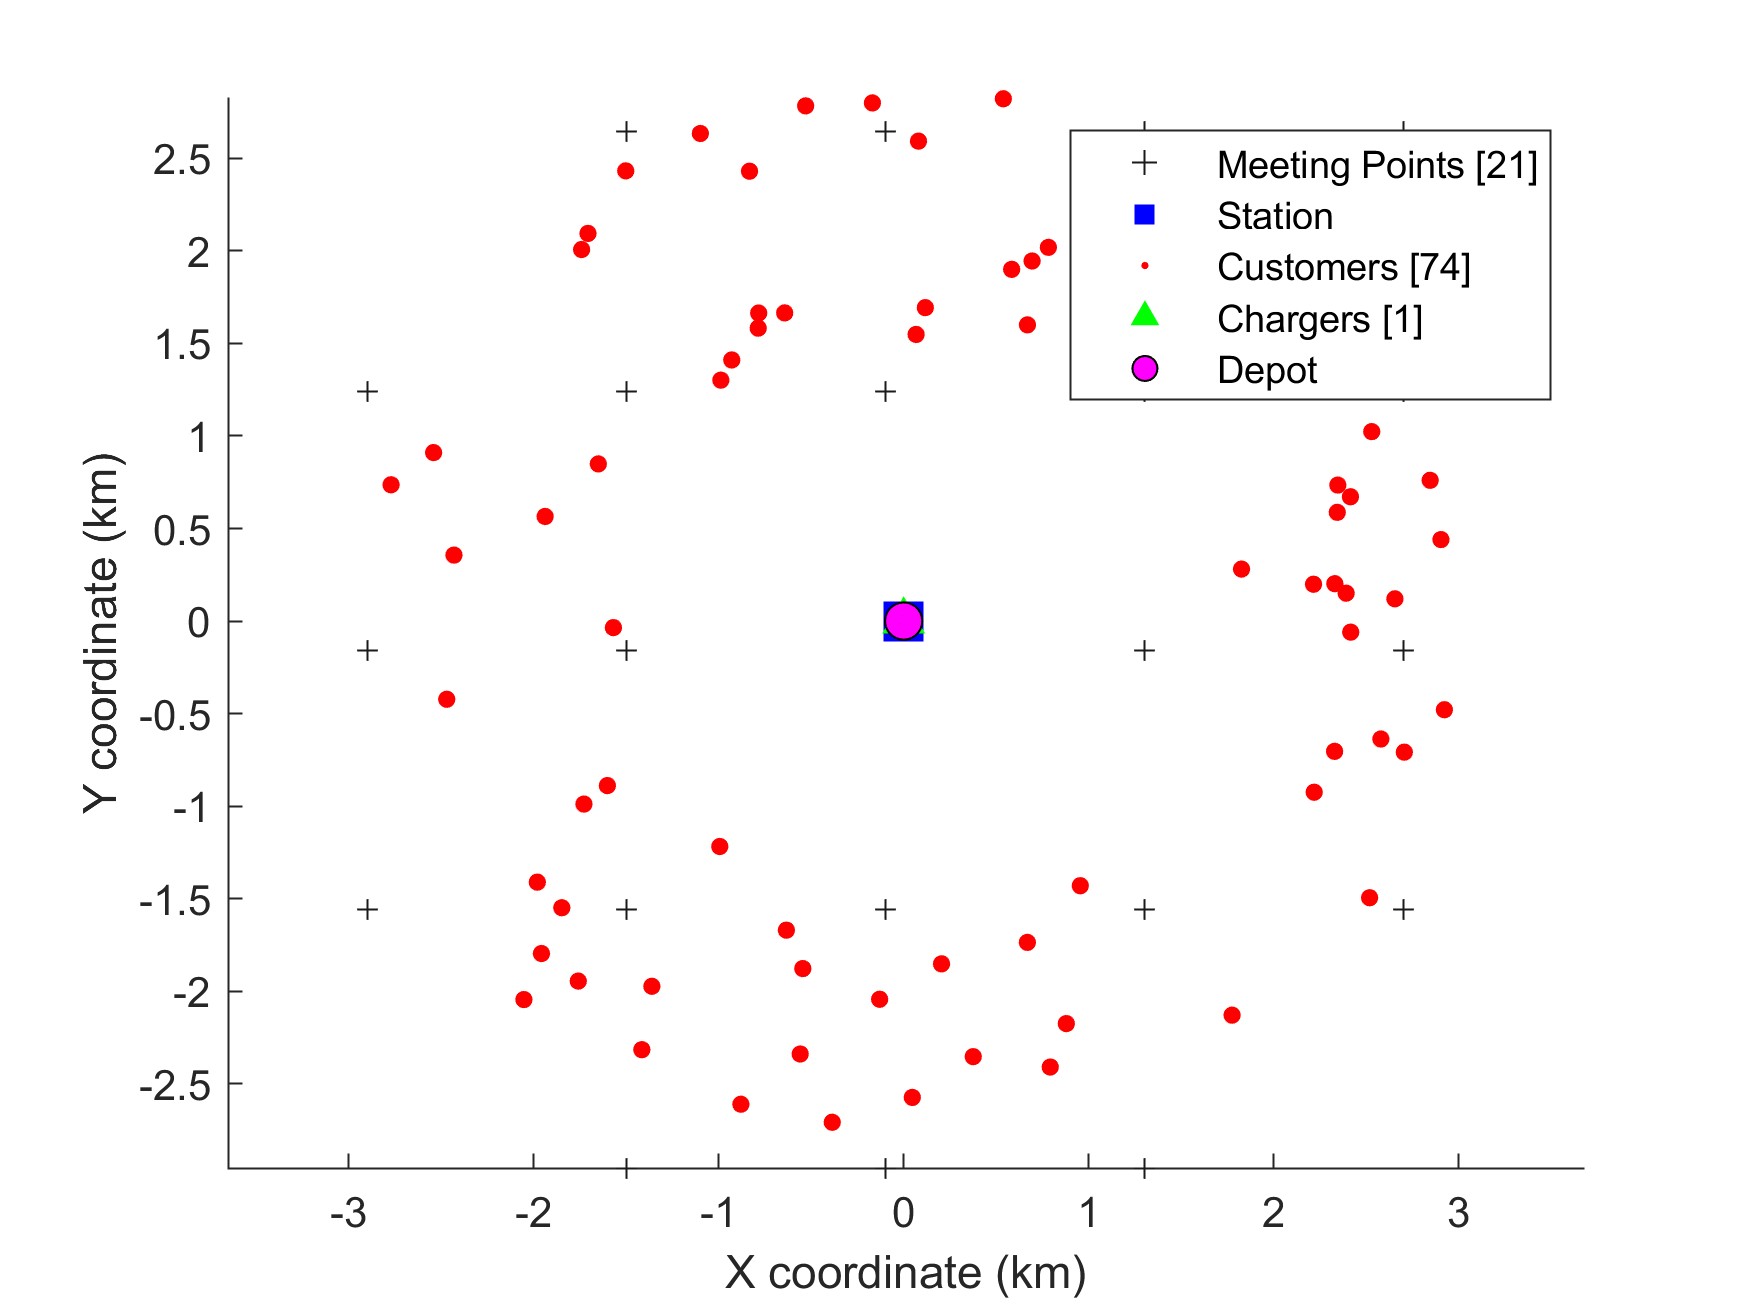 2.5
2
1.5
1
0.5
0
-0.5
-1
-1.5
-2
-2.5
Y coordinate (km)
Meeting Points [21]
Station
Customers [74]
Chargers [1]
Depot
-3 -2 -1 0 1 2 3
X coordinate (km)